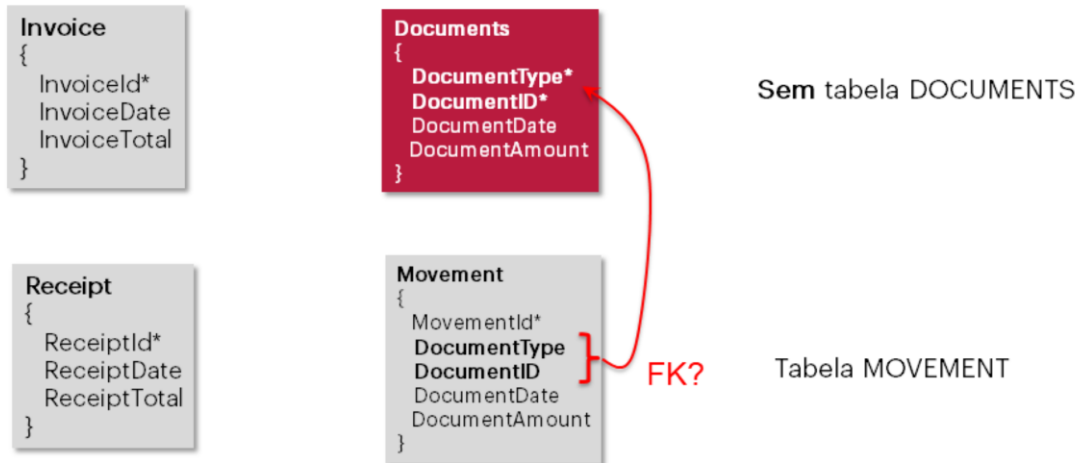 Invoice
{
InvoiceId*
InvoiceDate
InvoiceTotal
}
Documents
{
DocumentType*
DocumentID*
DocumentDate
DocumentAmount
}
Sem tabela DOCUMENTS
Receipt
{
ReceiptId*
ReceiptDate
ReceiptTotal
}
Movement
{
MovementId*
DocumentType
DocumentID
DocumentDate
DocumentAmount
}
FK?
Tabela MOVEMENT